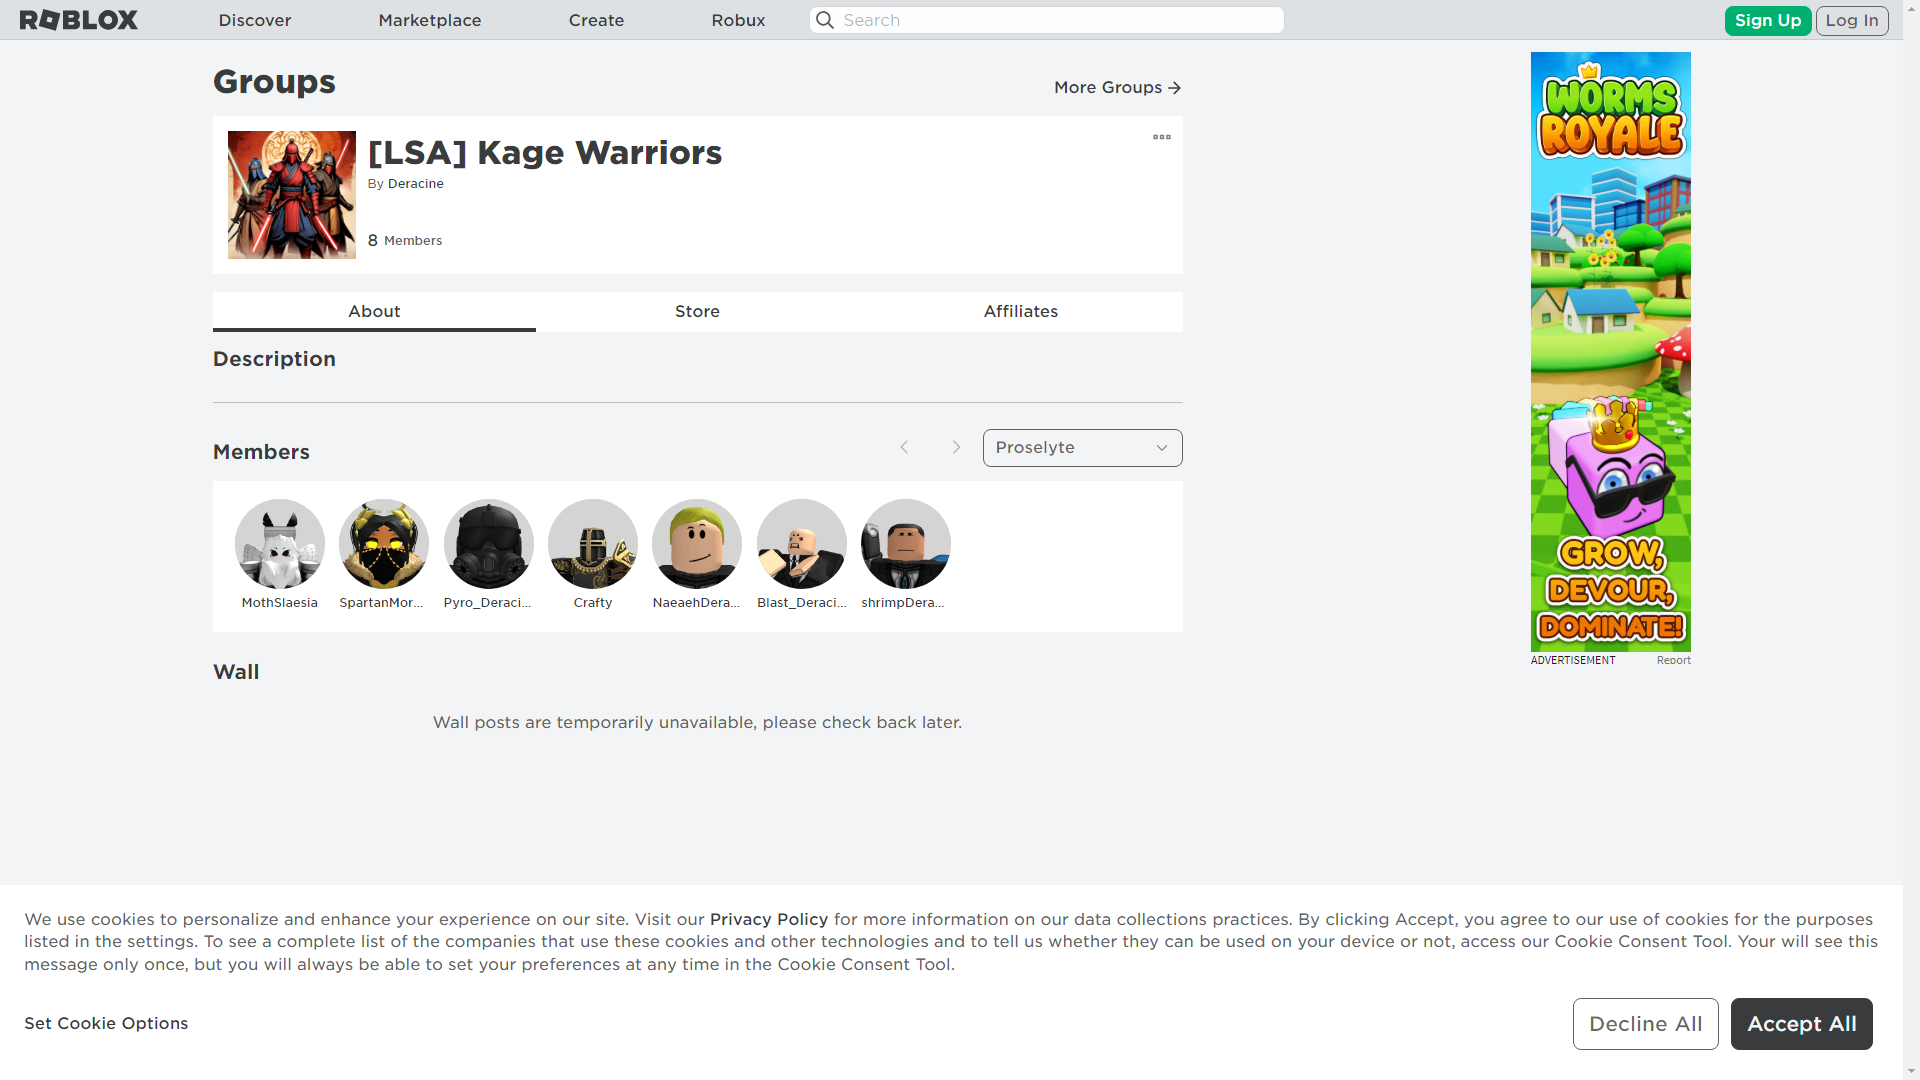 ROBLOX
Discover
Marketplace
Create
Robux
Search
Sign Up
Log In
Groups
More Groups
[LSA] Kage Warriors
By Deracine
8 Members
About
Store
Affiliates
Description
Members
Proselyte
MothSlaesia
SpartanMor...
Pyro_Deraci...
Crafty
NaeaehDera...
Blast_Deraci...
shrimpDera...
Wall
Wall posts are temporarily unavailable, please check back later.
WORMS
ROYALE
GROW,
DEVOUR,
DOMINATE!
ADVERTISEMENT
Report
We use cookies to personalize and enhance your experience on our site. Visit our Privacy Policy for more information on our data collections practices. By clicking Accept, you agree to our use of cookies for the purposes
listed in the settings. To see a complete list of the companies that use these cookies and other technologies and to tell us whether they can be used on your device or not, access our Cookie Consent Tool. Your will see this
message only once, but you will always be able to set your preferences at any time in the Cookie Consent Tool.
Set Cookie Options
Decline All
Accept All